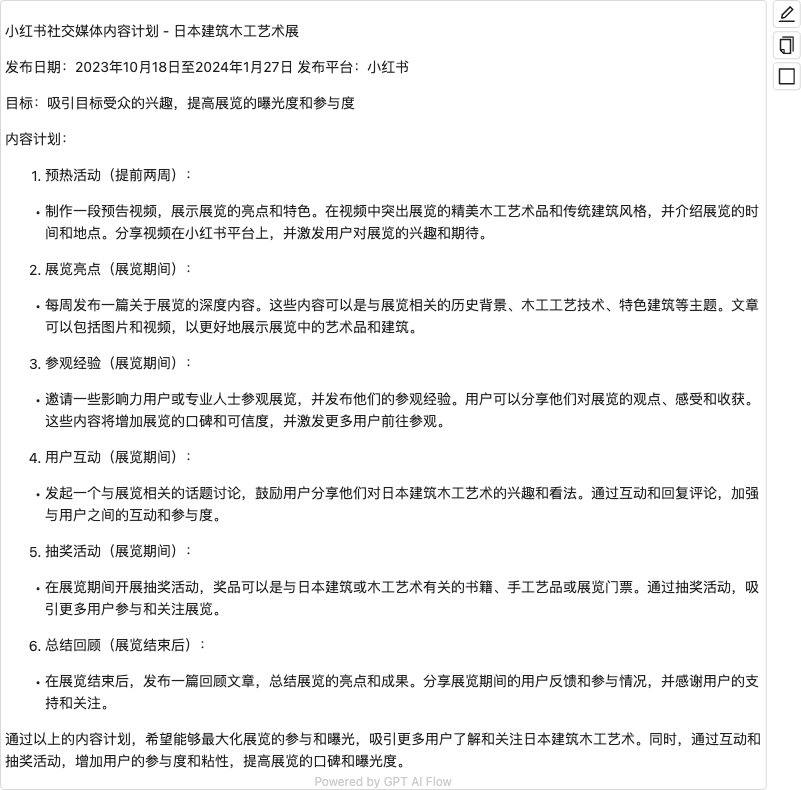 小红书社交媒体内容计划 - 日本建筑木工艺术展
发布日期：2023年10月18日至2024年1月27日 发布平台：小红书
目标：吸引目标受众的兴趣，提高展览的曝光度和参与度
内容计划：
1. 预热活动（提前两周）：
• 制作一段预告视频，展示展览的亮点和特色。在视频中突出展览的精美木工艺术品和传统建筑风格，并介绍展览的时
间和地点。分享视频在小红书平台上，并激发用户对展览的兴趣和期待。
2. 展览亮点（展览期间）：
• 每周发布一篇关于展览的深度内容。这些内容可以是与展览相关的历史背景、木工工艺技术、特色建筑等主题。文章
可以包括图片和视频，以更好地展示展览中的艺术品和建筑。
3. 参观经验（展览期间）：
• 邀请一些影响力用户或专业人士参观展览，并发布他们的参观经验。用户可以分享他们对展览的观点、感受和收获。
这些内容将增加展览的口碑和可信度，并激发更多用户前往参观。
4. 用户互动（展览期间）：
• 发起一个与展览相关的话题讨论，鼓励用户分享他们对日本建筑木工艺术的兴趣和看法。通过互动和回复评论，加强
与用户之间的互动和参与度。
5. 抽奖活动（展览期间）：
• 在展览期间开展抽奖活动，奖品可以是与日本建筑或木工艺术有关的书籍、手工艺品或展览门票。通过抽奖活动，吸
引更多用户参与和关注展览。
6. 总结回顾（展览结束后）：
• 在展览结束后，发布一篇回顾文章，总结展览的亮点和成果。分享展览期间的用户反馈和参与情况，并感谢用户的支
持和关注。
通过以上的内容计划，希望能够最大化展览的参与和曝光，吸引更多用户了解和关注日本建筑木工艺术。同时，通过互动和
抽奖活动，增加用户的参与度和粘性，提高展览的口碑和曝光度。
Powered by GPT AI Flow